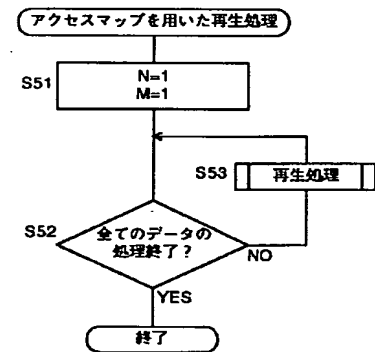 アクセスマップを用いた再生処理
S51
N=1
M=1
S53
再生処理
S52
全てのデータの
処理終了?
NO
YES
終了